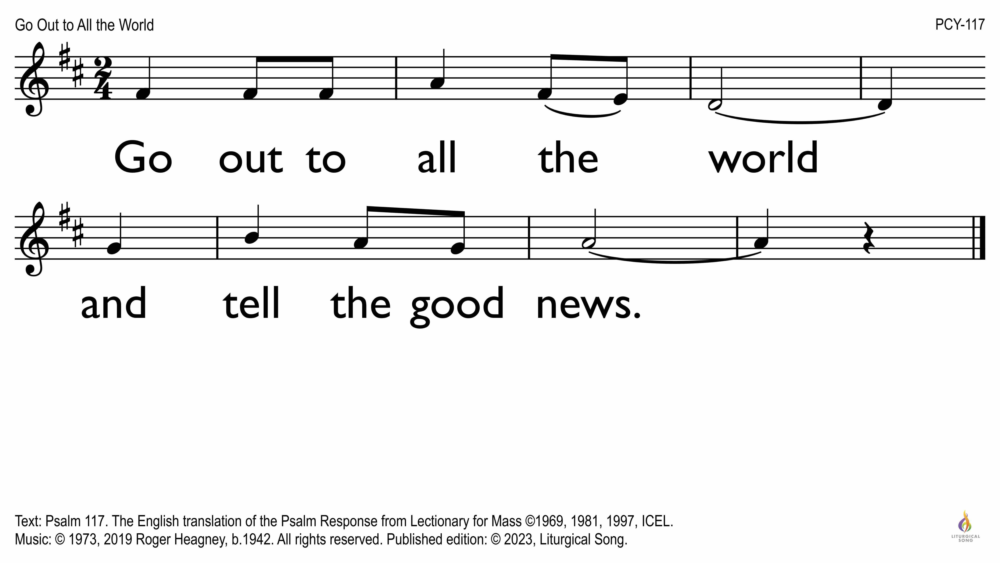 Go Out to All the World
PCY-117
2
4
Go out to all the world
and tell the good news.
Text: Psalm 117. The English translation of the Psalm Response from Lectionary for Mass ©1969, 1981, 1997, ICEL.
Music: © 1973, 2019 Roger Heagney, b.1942. All rights reserved. Published edition: © 2023, Liturgical Song.
LITURGICAL
SONG